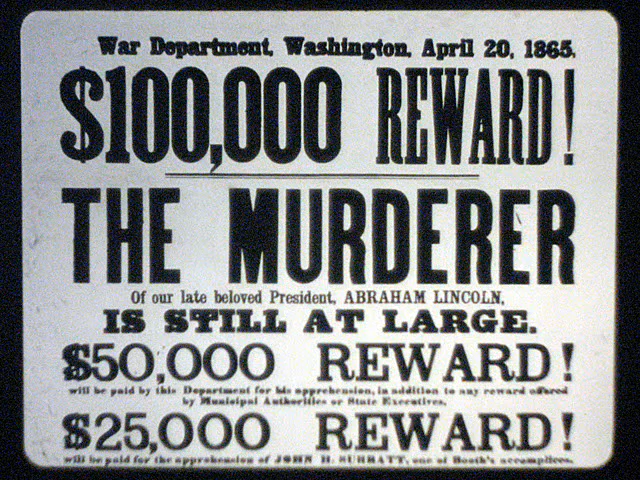 War Department, Washington, April 20, 1865.
$100,000 REWARD!
THE MURDERER
Of our late beloved President, ABRAHAM LINCOLN,
IS STILL AT LARGE.
$50,000 REWARD!
will be paid by this Department for his apprehension, in addition to any reward offered
by Municipal Authorities or State Executives.
$25,000 REWARD!
will be paid for the apprehension of JOHN H. SURRATT, one of Booth's accomplices.